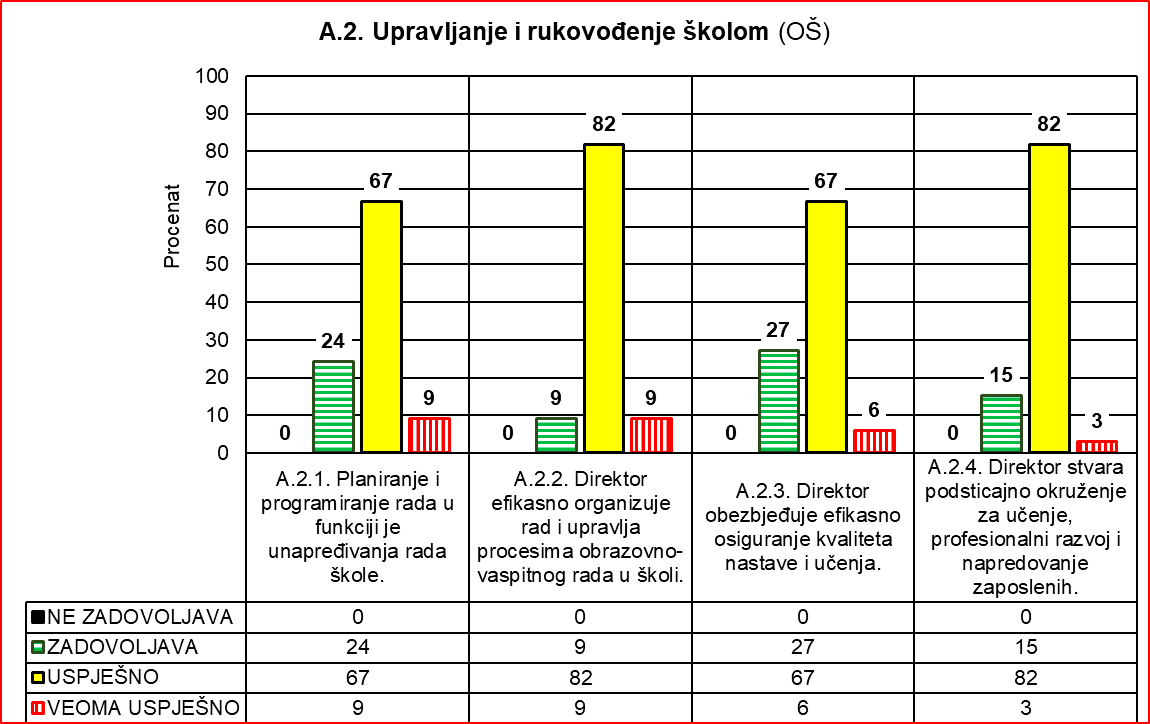 A.2. Upravljanje i rukovođenje školom (OŠ)
Procenat
100
90
80
70
60
50
40
30
20
10
0
0
24
67
9
0
9
82
9
0
27
67
6
0
15
82
3
A.2.1. Planiranje i
programiranje rada u
funkciji je
unapređivanja rada
škole.
A.2.2. Direktor
efikasno organizuje
rad i upravlja
procesima obrazovno-
vaspitnog rada u školi.
A.2.3. Direktor
obezbjeđuje efikasno
osiguranje kvaliteta
nastave i učenja.
A.2.4. Direktor stvara
podsticajno okruženje
za učenje,
profesionalni razvoj i
napredovanje
zaposlenih.
NE ZADOVOLJAVA 0 0 0 0
ZADOVOLJAVA 24 9 27 15
USPJEŠNO 67 82 67 82
VEOMA USPJEŠNO 9 9 6 3